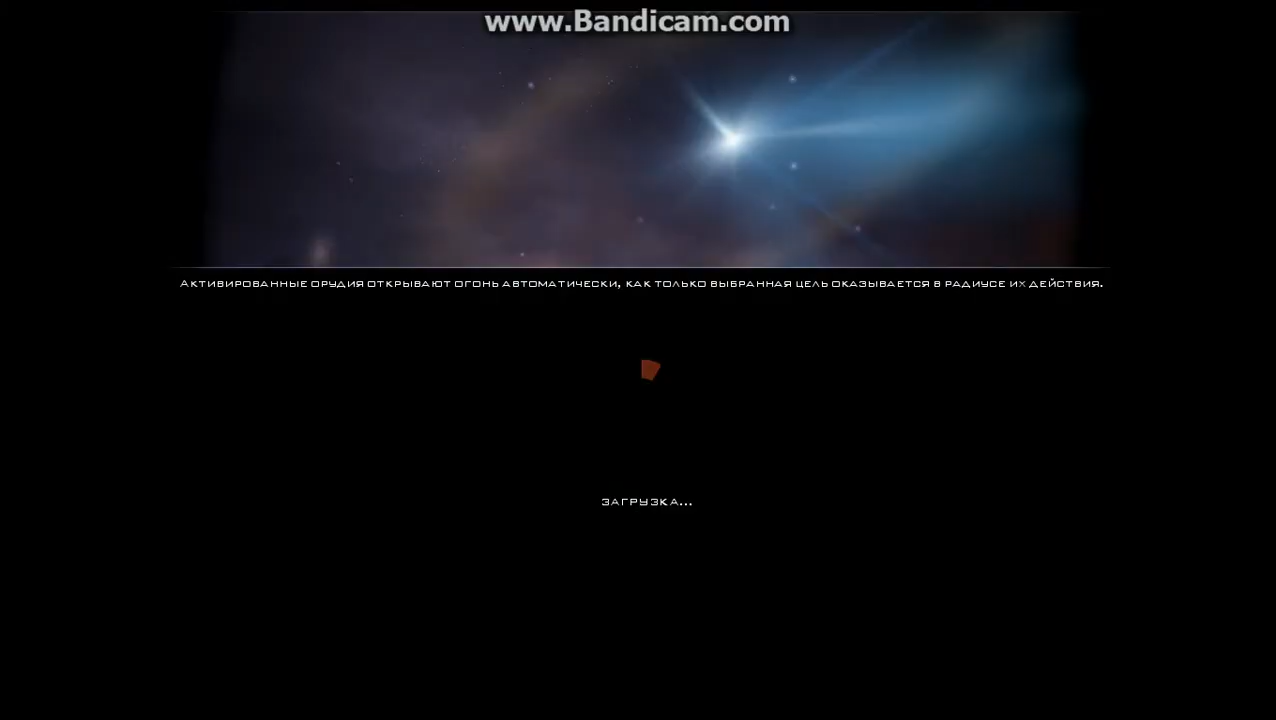 www.Bandicam.com
Активированные орудия открывают огонь автоматически, как только выбранная цель оказывается в радиусе их действия.
Загрузка...